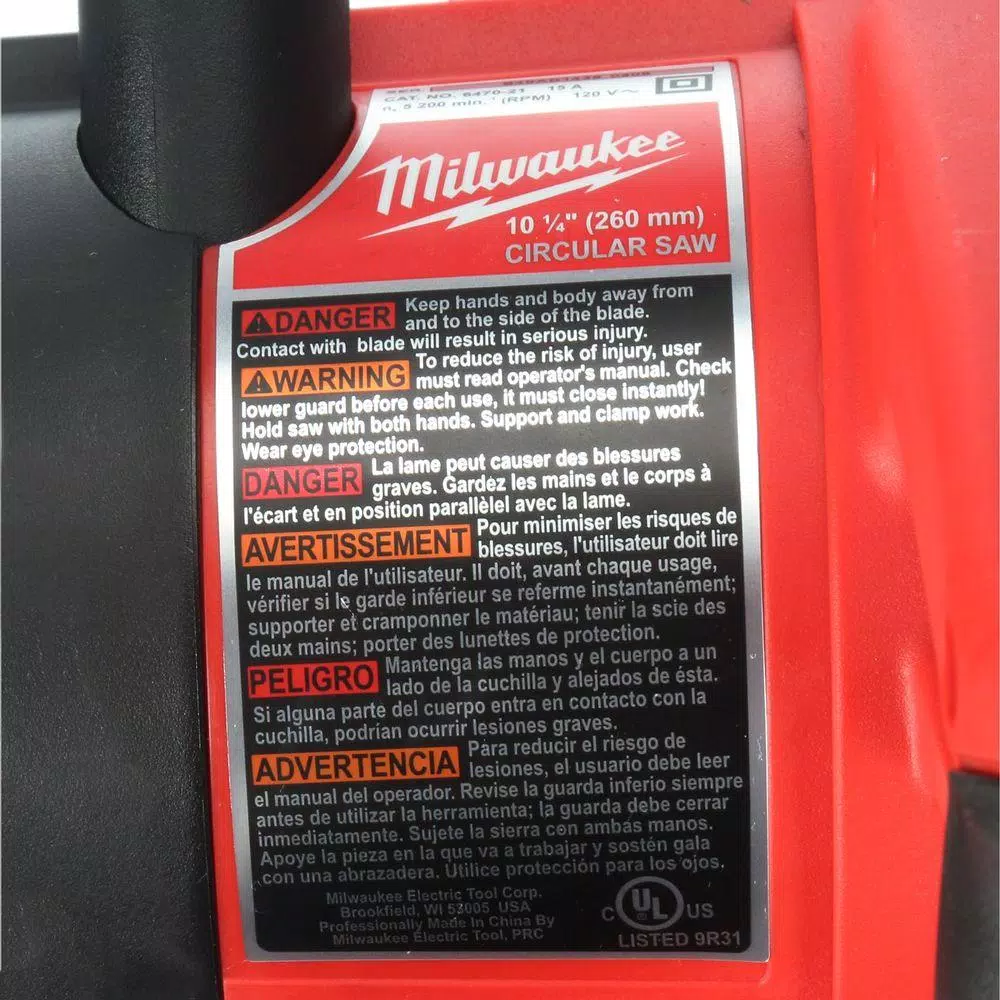 CAT. NO. 6470-21 15 A
n. 5 200 min.⁻¹ (RPM) 120 V ~
Milwaukee
10 ¼" (260 mm)
CIRCULAR SAW
DANGER Keep hands and body away from
and to the side of the blade.
Contact with blade will result in serious injury.
WARNING To reduce the risk of injury, user
must read operator's manual. Check
lower guard before each use, it must close instantly!
Hold saw with both hands. Support and clamp work.
Wear eye protection.
DANGER La lame peut causer des blessures
graves. Gardez les mains et le corps à
l'écart et en position parallèlel avec la lame.
AVERTISSEMENT Pour minimiser les risques de
blessures, l'utilisateur doit lire
le manual de l'utilisateur. Il doit, avant chaque usage,
vérifier si le garde inférieur se referme instantanément;
supporter et cramponner le matériau; tenir la scie des
deux mains; porter des lunettes de protection.
PELIGRO Mantenga las manos y el cuerpo a un
lado de la cuchilla y alejados de ésta.
Si alguna parte del cuerpo entra en contacto con la
cuchilla, podrían ocurrir lesiones graves.
ADVERTENCIA Para reducir el riesgo de
lesiones, el usuario debe leer
el manual del operador. Revise la guarda inferio siempre
antes de utilizar la herramienta; la guarda debe cerrar
inmediatamente. Sujete la sierra con ambas manos.
Apoye la pieza en la que va a trabajar y sostén gala
con una abrazadera. Utilice protección para los ojos.
Milwaukee Electric Tool Corp.
Brookfield, WI 53005 USA
Professionally Made In China By
Milwaukee Electric Tool, PRC
C UL US
LISTED 9R31